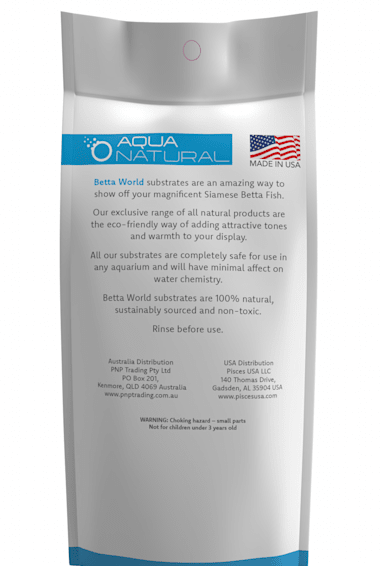 AQUA
NATURAL
MADE IN USA
Betta World substrates are an amazing way to
show off your magnificent Siamese Betta Fish.
Our exclusive range of all natural products are
the eco-friendly way of adding attractive tones
and warmth to your display.
All our substrates are completely safe for use in
any aquarium and will have minimal affect on
water chemistry.
Betta World substrates are 100% natural,
sustainably sourced and non-toxic.
Rinse before use.
Australia Distribution
PNP Trading Pty Ltd
PO Box 201,
Kenmore, QLD 4069 Australia
www.pnptrading.com.au
USA Distribution
Pisces USA LLC
140 Thomas Drive,
Gadsden, AL 35904 USA
www.piscesusa.com
WARNING: Choking hazard – small parts
Not for children under 3 years old